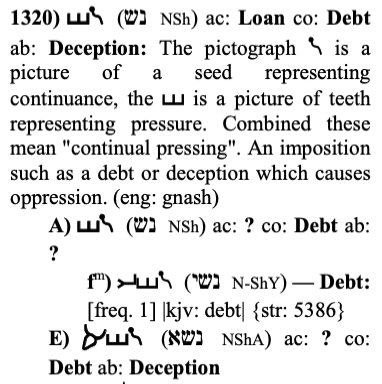 1320) (נש NSh) ac: Loan co: Debt
ab: Deception: The pictograph is a
picture of a seed representing
continuance, the is a picture of teeth
representing pressure. Combined these
mean "continual pressing". An imposition
such as a debt or deception which causes
oppression. (eng: gnash)
A) (נש NSh) ac: ? co: Debt ab:
?
fᵐ) (נשי N-ShY) — Debt:
[freq. 1] |kjv: debt| {str: 5386}
E) (נשא NShA) ac: ? co:
Debt ab: Deception